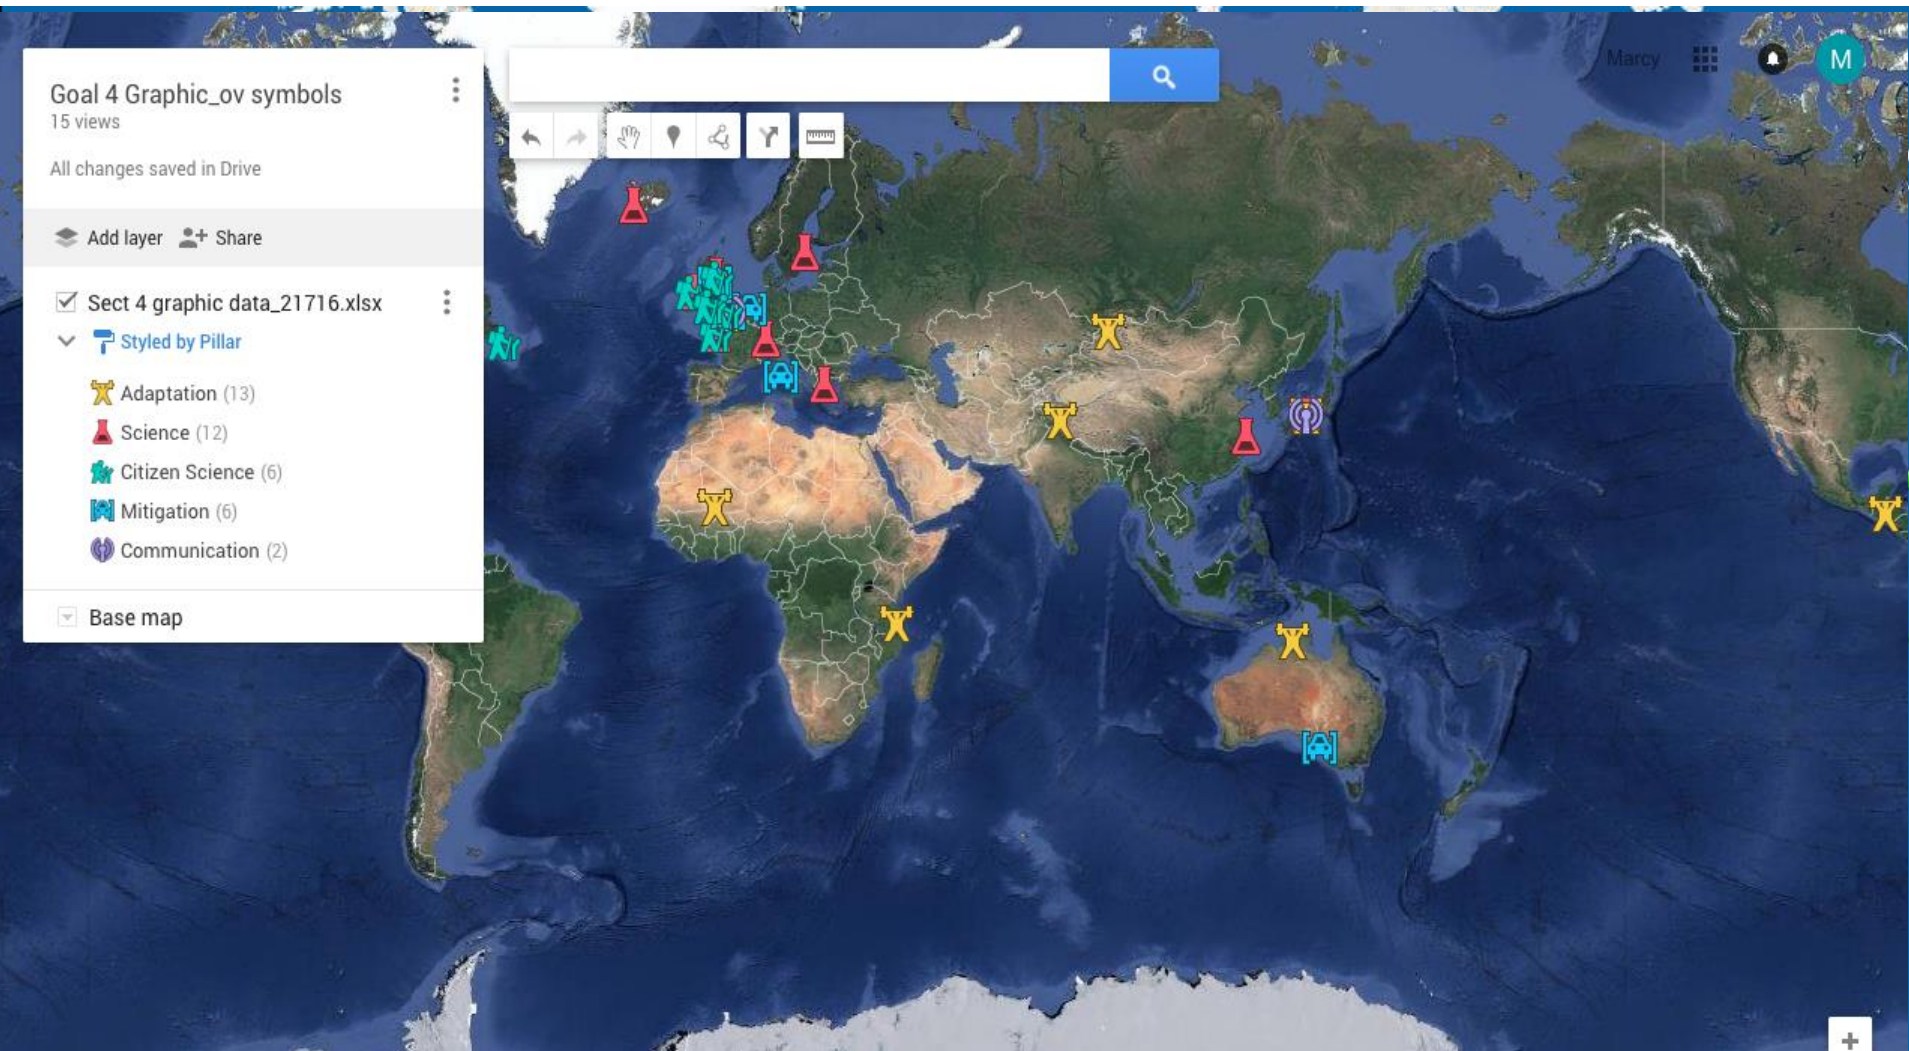 Goal 4 Graphic_ov symbols
15 views
All changes saved in Drive
Add layer Share
Sect 4 graphic data_21716.xlsx
Styled by Pillar
Adaptation (13)
Science (12)
Citizen Science (6)
Mitigation (6)
Communication (2)
Base map
Marcy
M